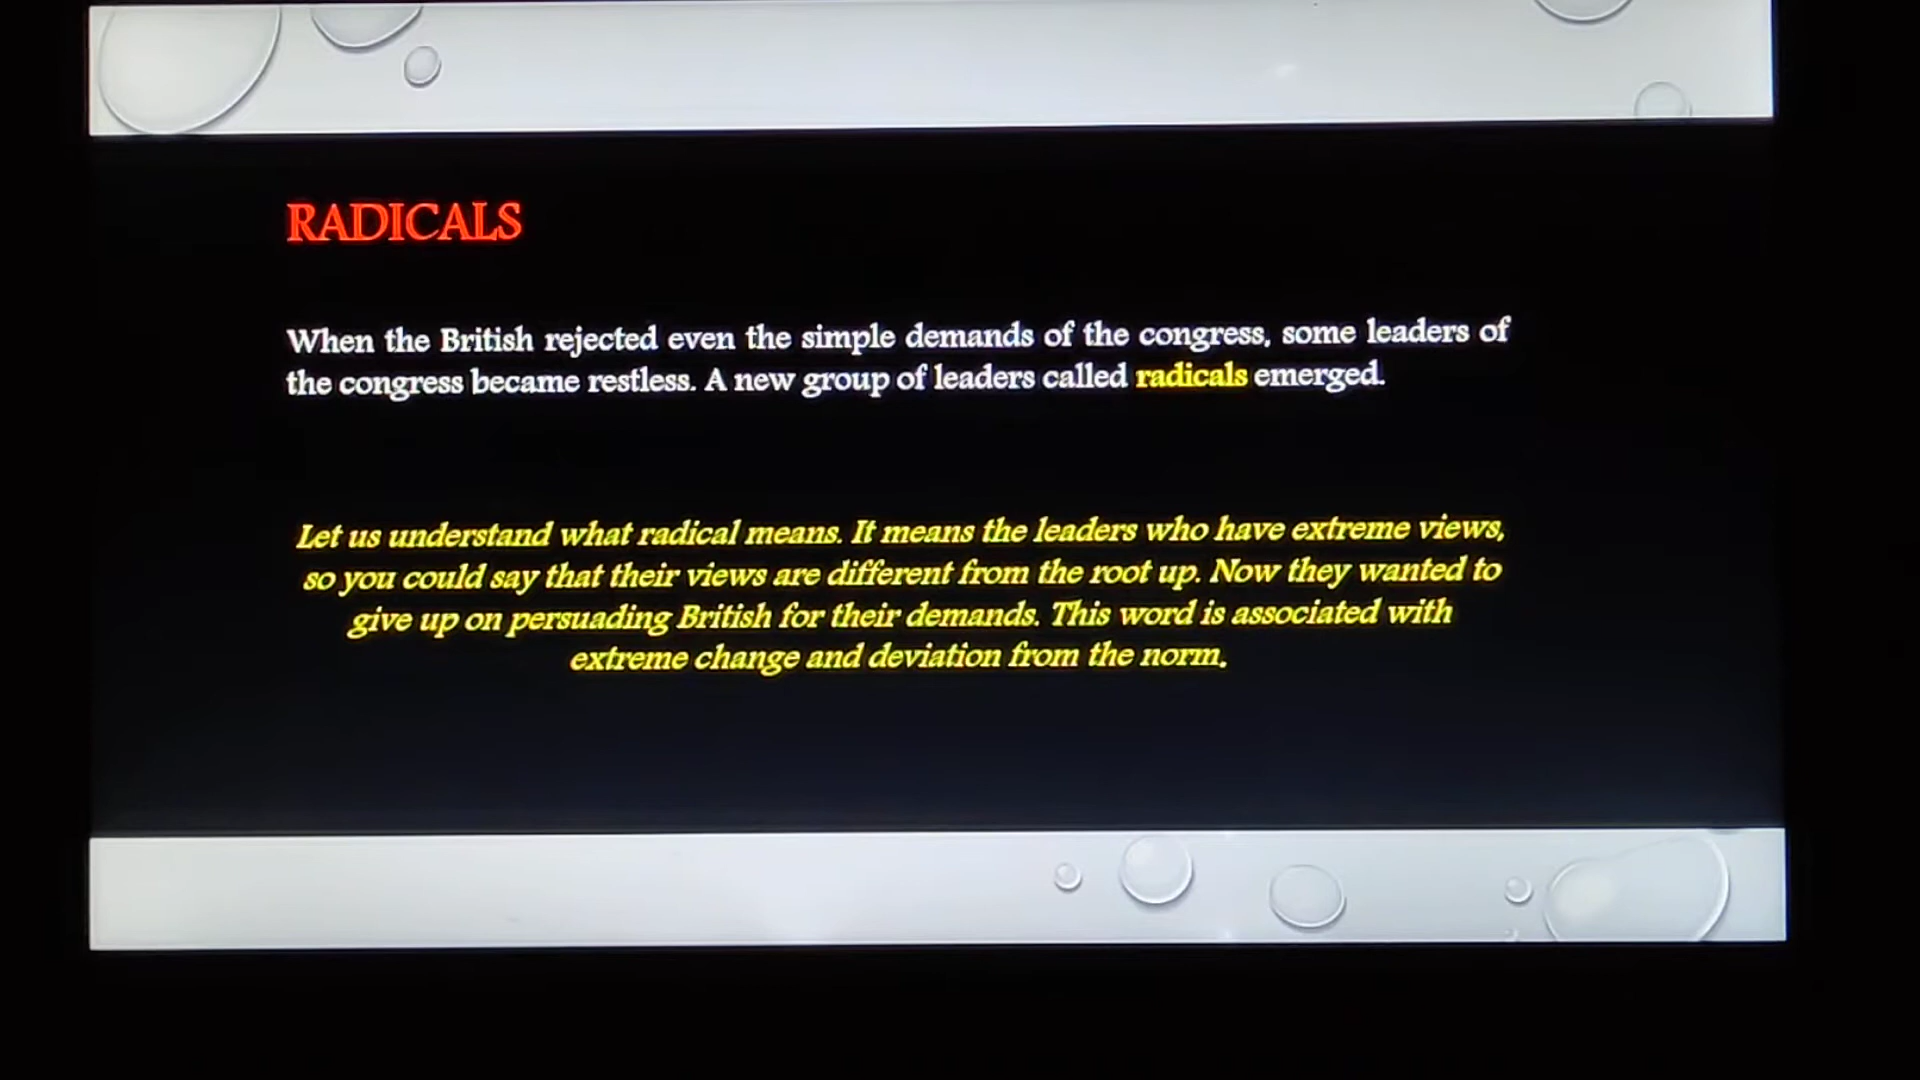 RADICALS
When the British rejected even the simple demands of the congress, some leaders of
the congress became restless. A new group of leaders called radicals emerged.
Let us understand what radical means. It means the leaders who have extreme views,
so you could say that their views are different from the root up. Now they wanted to
give up on persuading British for their demands. This word is associated with
extreme change and deviation from the norm.